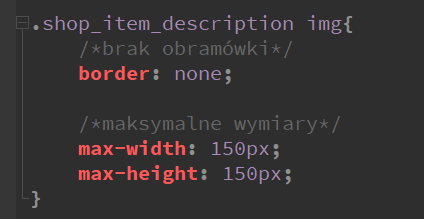 .shop_item_description img{
/*brak obramówki*/
border: none;
/*maksymalne wymiary*/
max-width: 150px;
max-height: 150px;
}